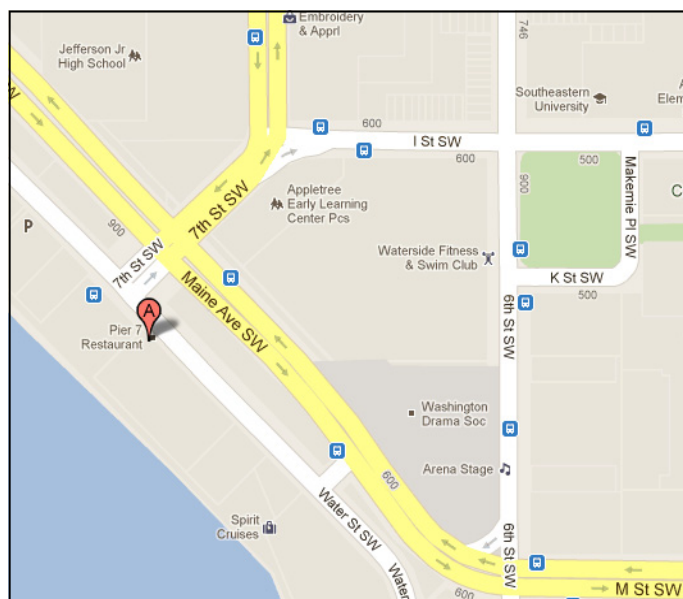 Embroidery
& Apprl
746
Jefferson Jr
High School
Southeastern
University
600
I St SW
600
500
900
Makemie Pl SW
C
Appletree
Early Learning
Center Pcs
7th St SW
P
900
7th St SW
Waterside Fitness
& Swim Club
K St SW
500
Maine Ave SW
6th St SW
A
Pier 7
Restaurant
Washington
Drama Soc
Arena Stage
600
Water St SW
Spirit
Cruises
6th St SW
Water
600
M St SW